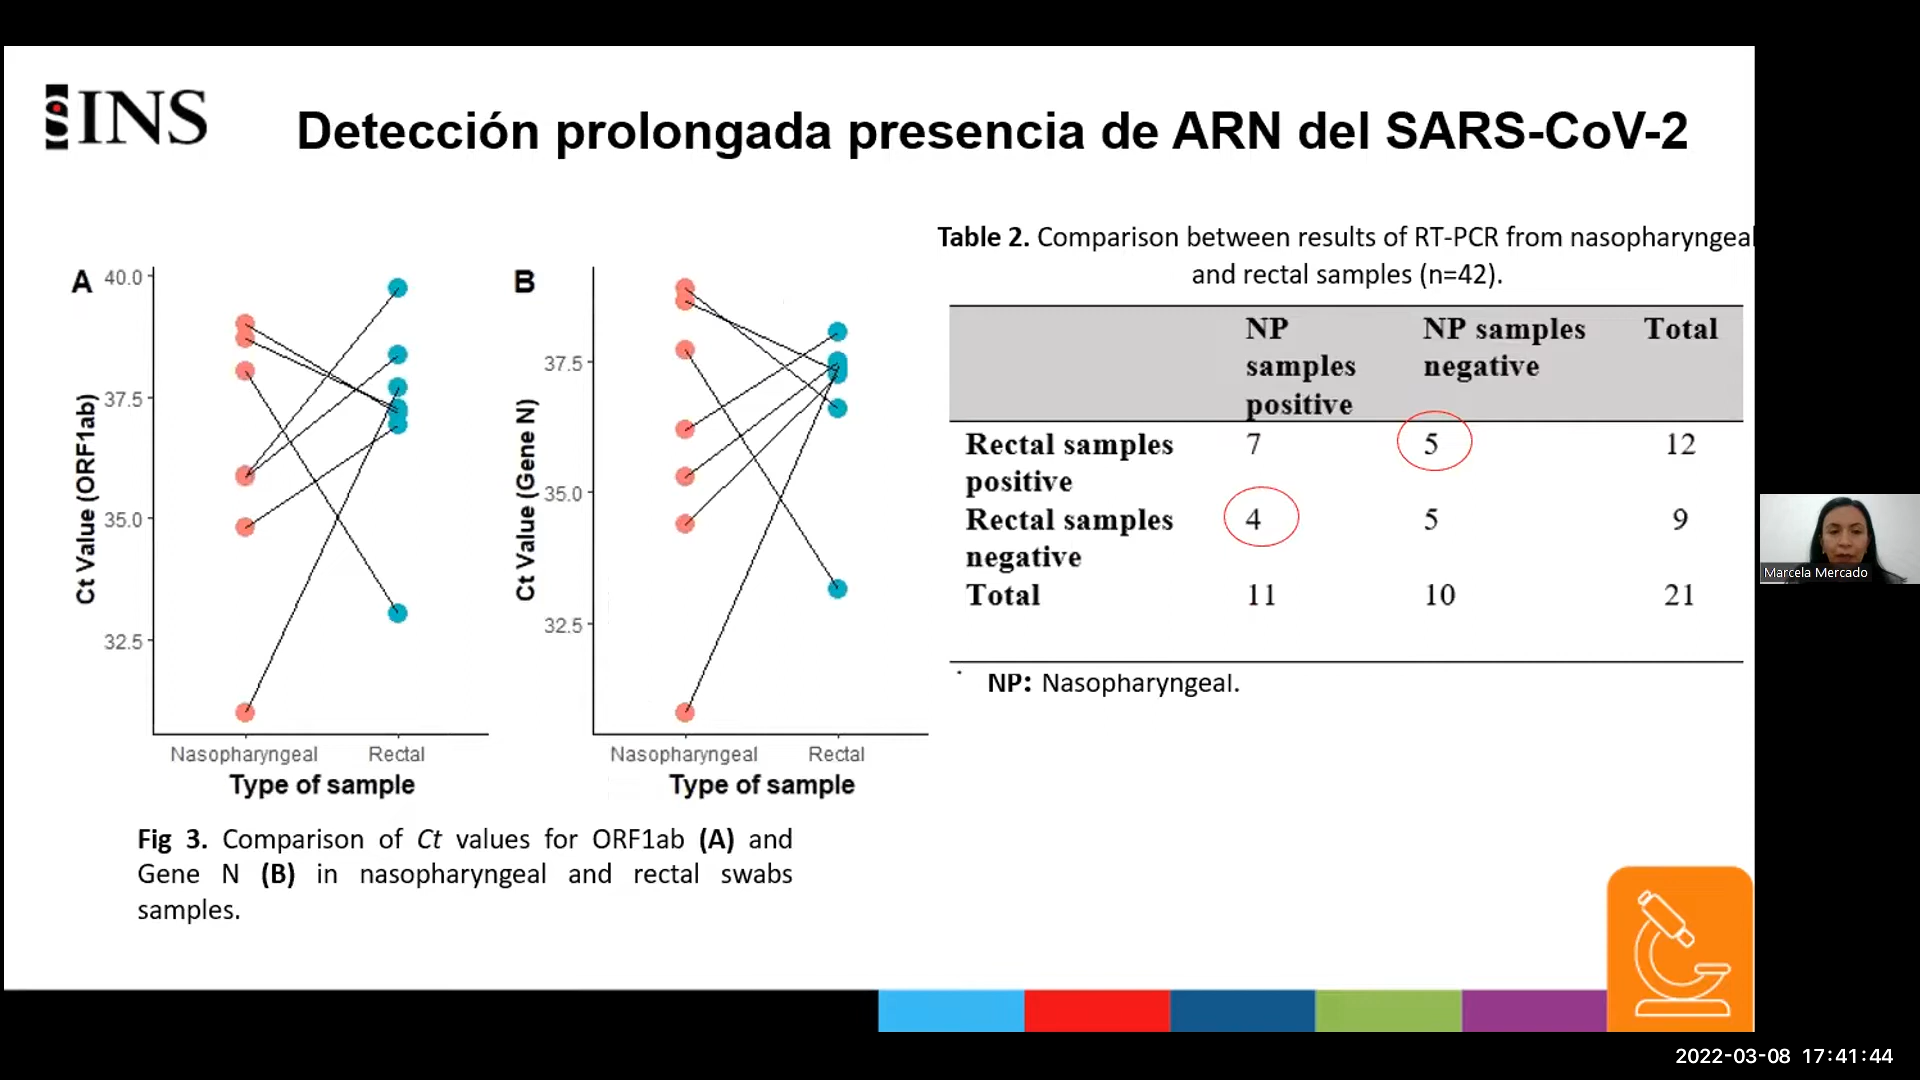 INS
Detección prolongada presencia de ARN del SARS-CoV-2
A
40.0
37.5
35.0
32.5
Ct Value (ORF1ab)
Nasopharyngeal Rectal
Type of sample
B
37.5
35.0
32.5
Ct Value (Gene N)
Nasopharyngeal Rectal
Type of sample
Fig 3. Comparison of Ct values for ORF1ab (A) and
Gene N (B) in nasopharyngeal and rectal swabs
samples.
Table 2. Comparison between results of RT-PCR from nasopharyngeal
and rectal samples (n=42).
NP NP samples Total
samples negative
positive
Rectal samples 7 5 12
positive
Rectal samples 4 5 9
negative
Total 11 10 21
NP: Nasopharyngeal.
Marcela Mercado
2022-03-08 17:41:44